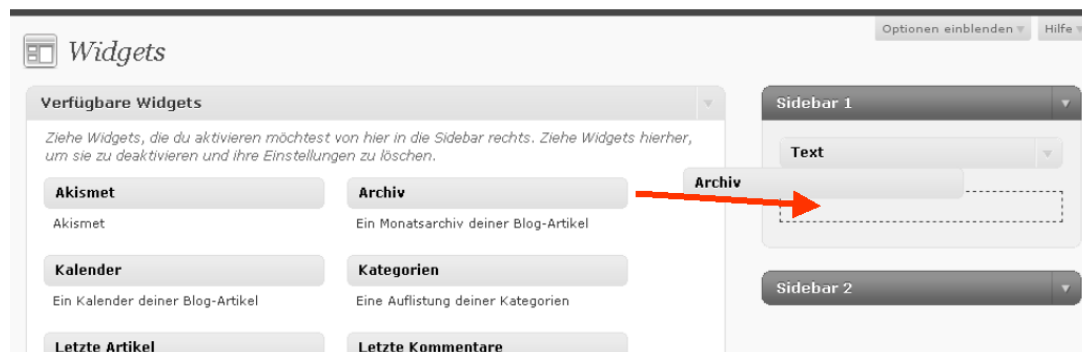 Optionen einblenden
Hilfe
Widgets
Verfügbare Widgets
Ziehe Widgets, die du aktivieren möchtest von hier in die Sidebar rechts. Ziehe Widgets hierher,
um sie zu deaktivieren und ihre Einstellungen zu löschen.
Akismet
Akismet
Archiv
Ein Monatsarchiv deiner Blog-Artikel
Kalender
Ein Kalender deiner Blog-Artikel
Kategorien
Eine Auflistung deiner Kategorien
Letzte Artikel
Letzte Kommentare
Sidebar 1
Text
Archiv
Sidebar 2